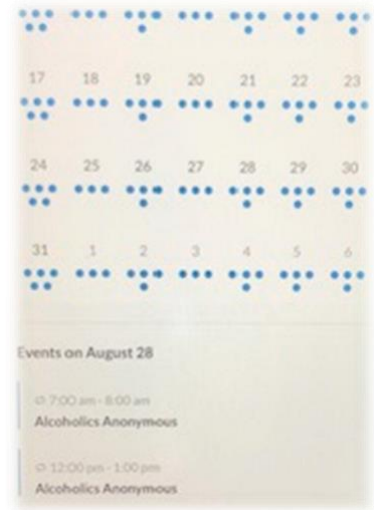 17 18 19 20 21 22 23
24 25 26 27 28 29 30
31 1 2 3 4 5 6
Events on August 28
7:00 am - 8:00 am
Alcoholics Anonymous
12:00 pm - 1:00 pm
Alcoholics Anonymous